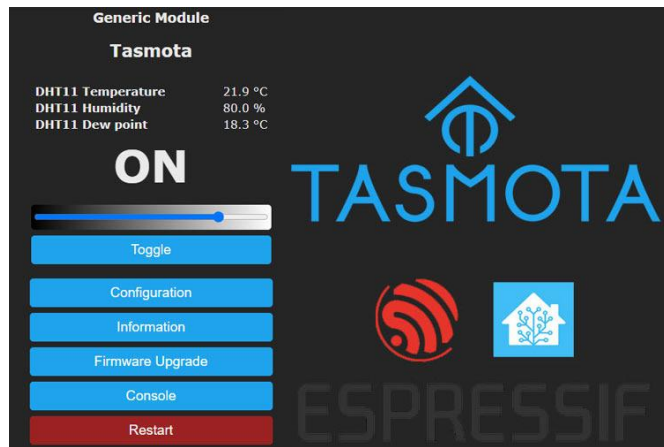 Generic Module
Tasmota
DHT11 Temperature 21.9 °C
DHT11 Humidity 80.0 %
DHT11 Dew point 18.3 °C
ON
Toggle
Configuration
Information
Firmware Upgrade
Console
Restart
TASMOTA
ESPRESSIF